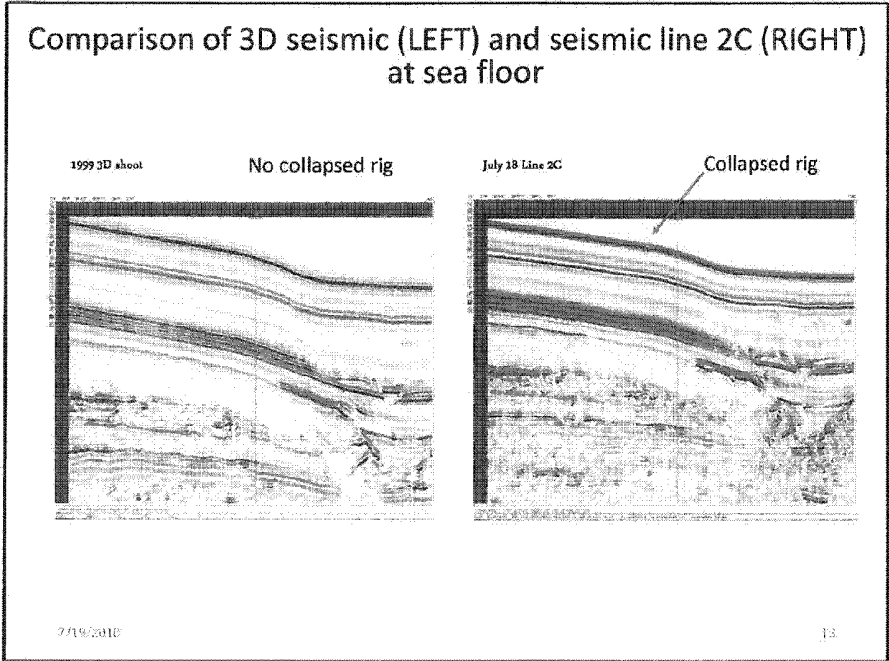 Comparison of 3D seismic (LEFT) and seismic line 2C (RIGHT)
at sea floor
1999 3D shoot
No collapsed rig
July 18 Line 2C
Collapsed rig
7/19/2010
13